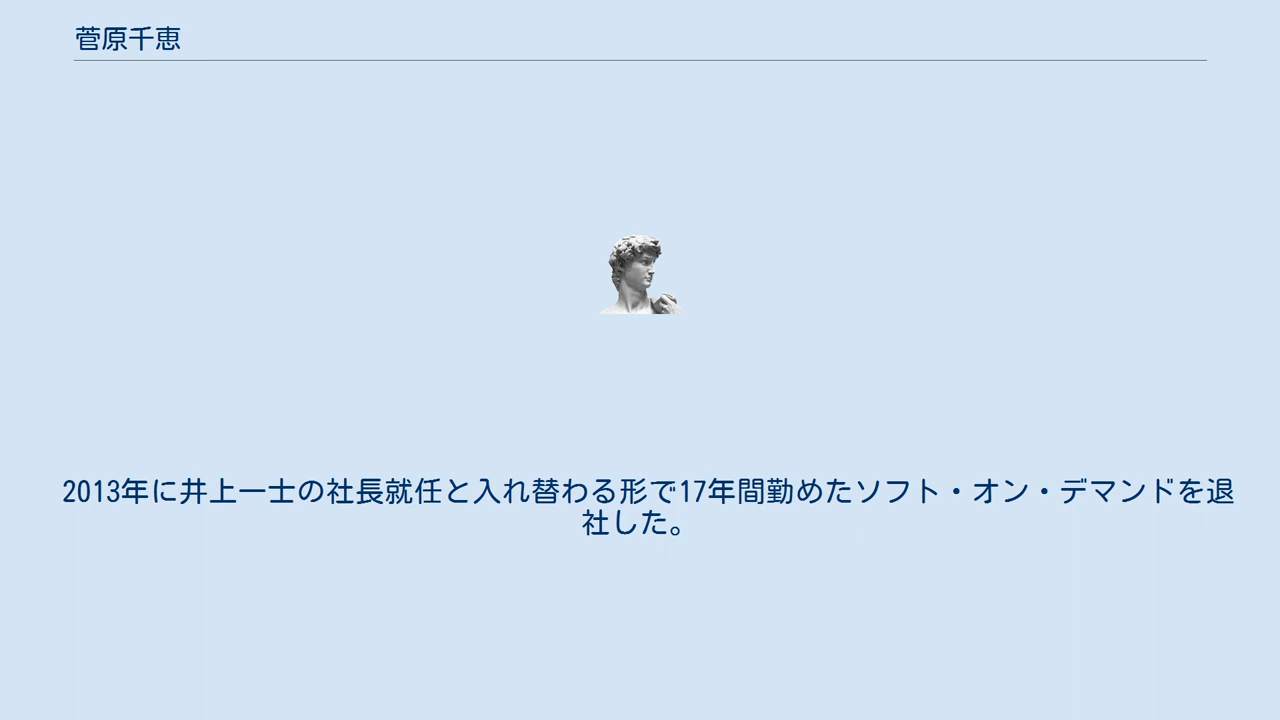 菅原千恵
2013年に井上一士の社長就任と入れ替わる形で17年間勤めたソフト・オン・デマンドを退
社した。